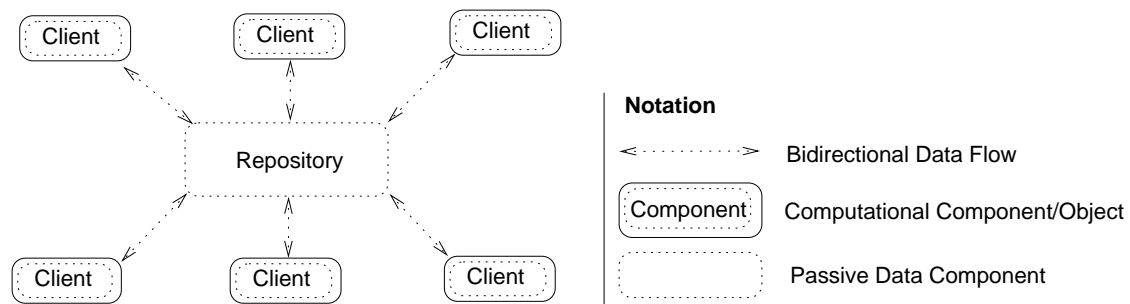 Client
Client
Client
Repository
Client
Client
Client
Notation
Bidirectional Data Flow
Component
Computational Component/Object
Passive Data Component